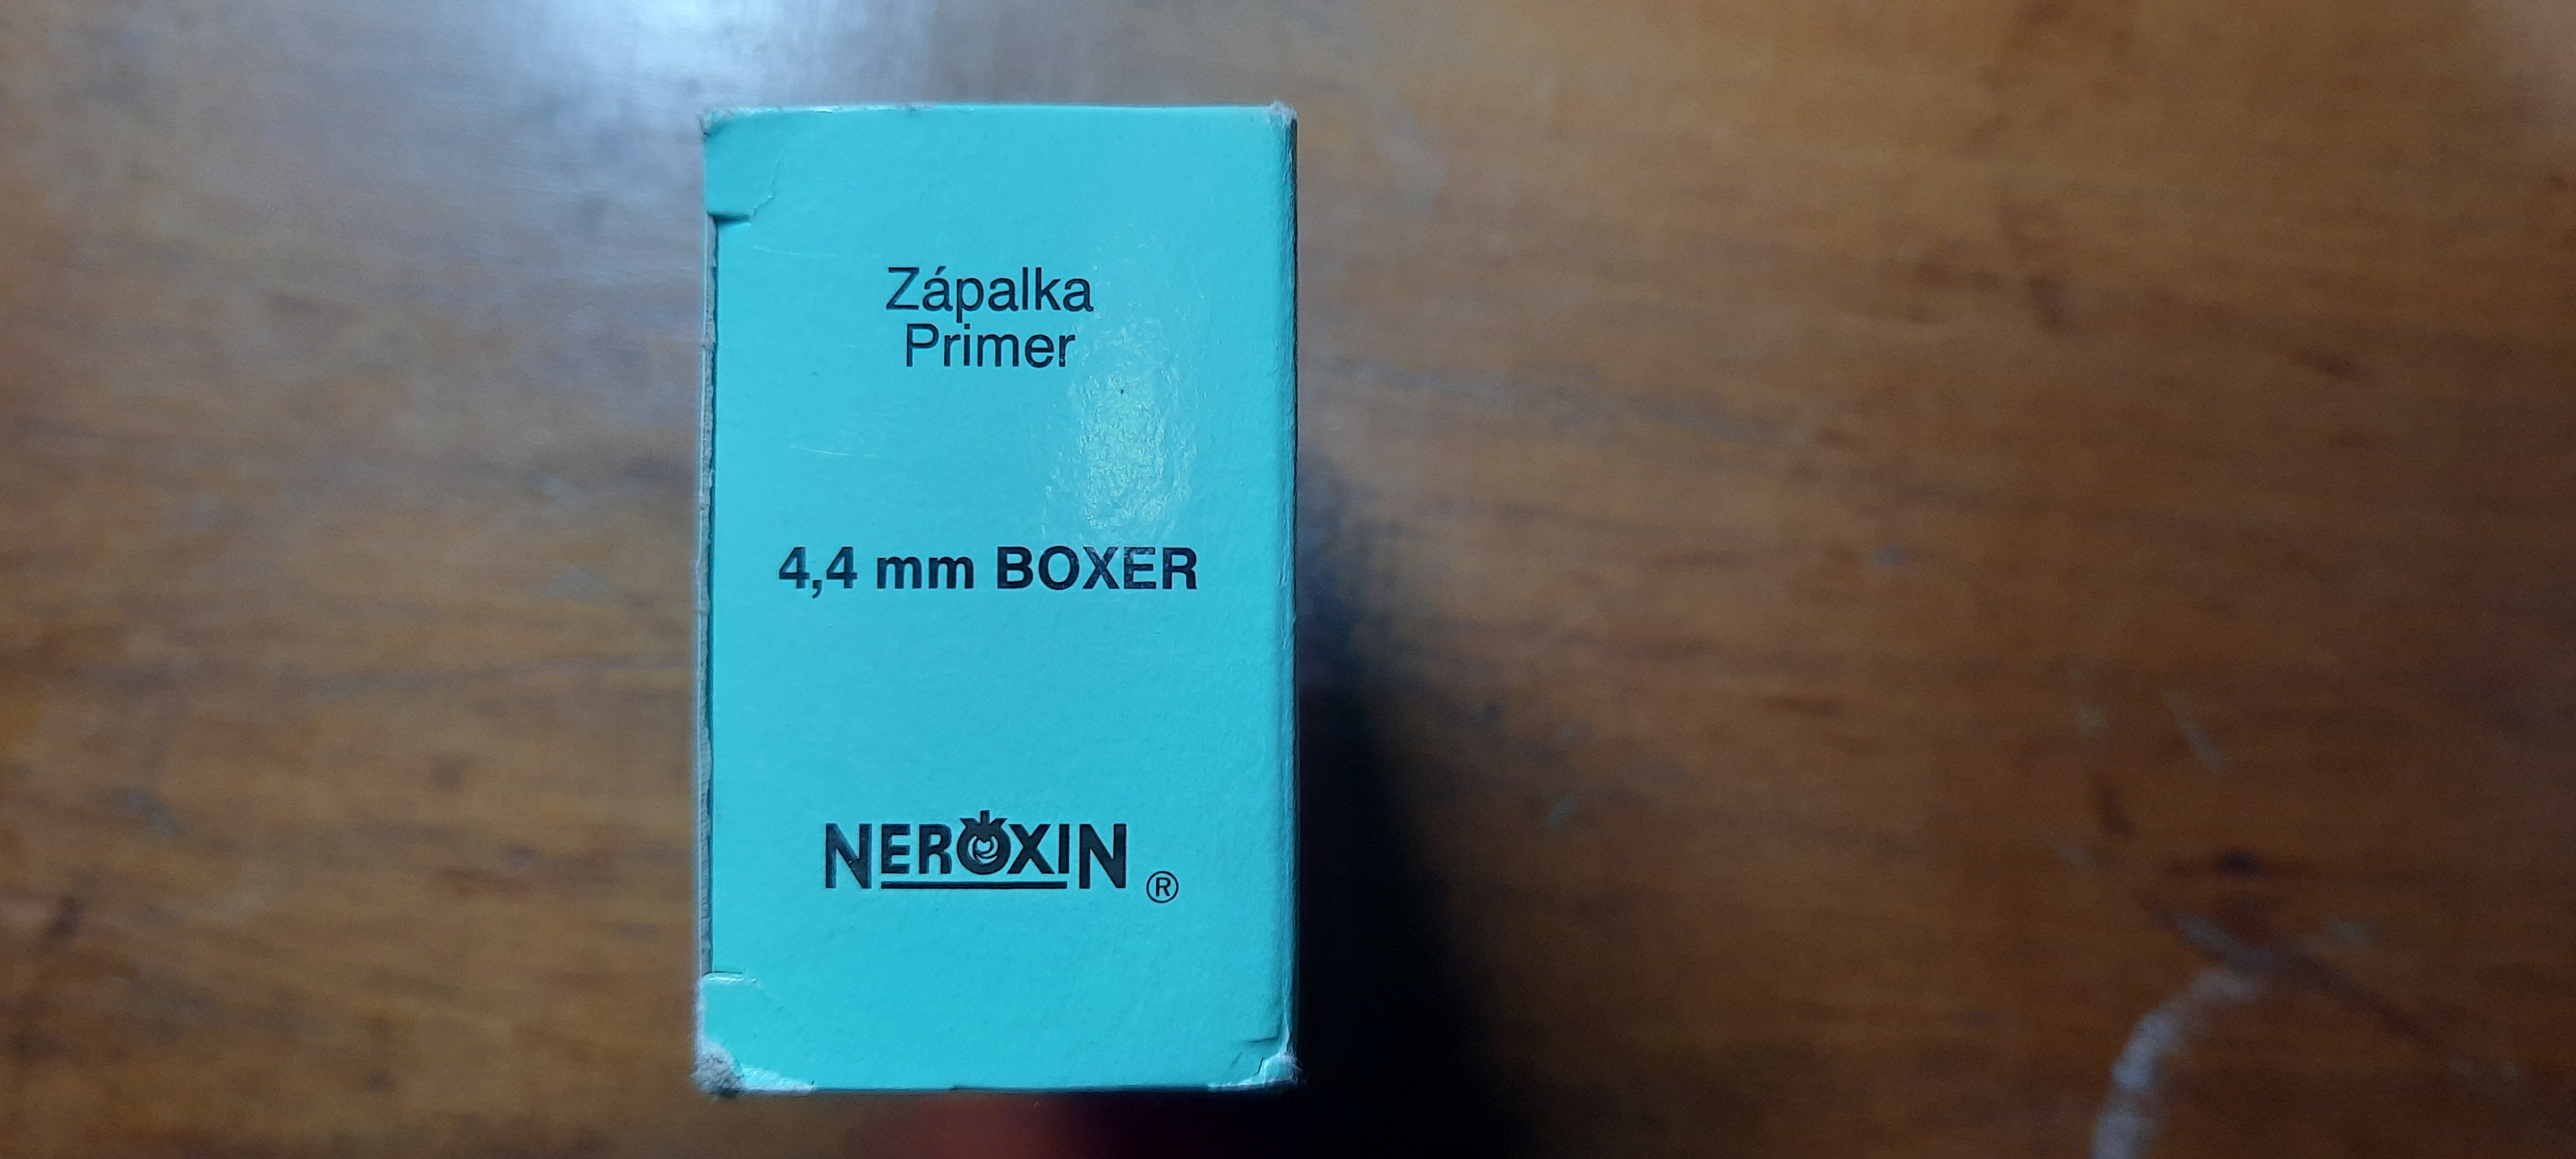 Zápalka
Primer
4,4 mm BOXER
NEROXIN ®